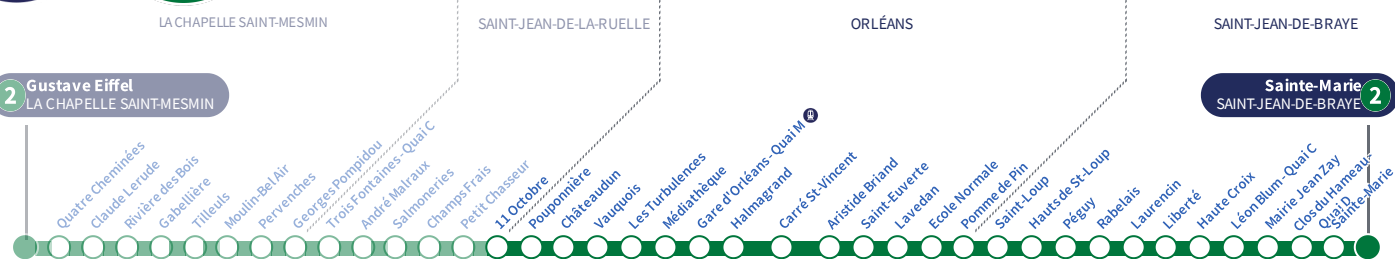 LA CHAPELLE SAINT-MESMIN
SAINT-JEAN-DE-LA-RUELLE
ORLÉANS
SAINT-JEAN-DE-BRAYE
2
Gustave Eiffel
LA CHAPELLE SAINT-MESMIN
Sainte-Marie
SAINT-JEAN-DE-BRAYE
2
Quatre Cheminées
Claude Lerude
Rivière des Bois
Gabellière
Tilleuls
Moulin-Bel Air
Pervenches
Georges Pompidou
Trois Fontaines - Quai C
André Malraux
Salmoneries
Champs Frais
Petit Chasseur
11 Octobre
Pouponnière
Châteaudun
Vauquois
Les Turbulences
Médiathèque
Gare d'Orléans - Quai M
Halmagrand
Carré St-Vincent
Aristide Briand
Saint-Euverte
Lavedan
Ecole Normale
Pomme de Pin
Saint-Loup
Hauts de St-Loup
Péguy
Rabelais
Laurencin
Liberté
Haute Croix
Léon Blum - Quai C
Mairie Jean Zay
Clos du Hameau -
Quai D
Sainte-Marie